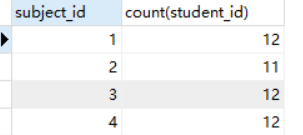 subject_id count(student_id)
1 12
2 11
3 12
4 12